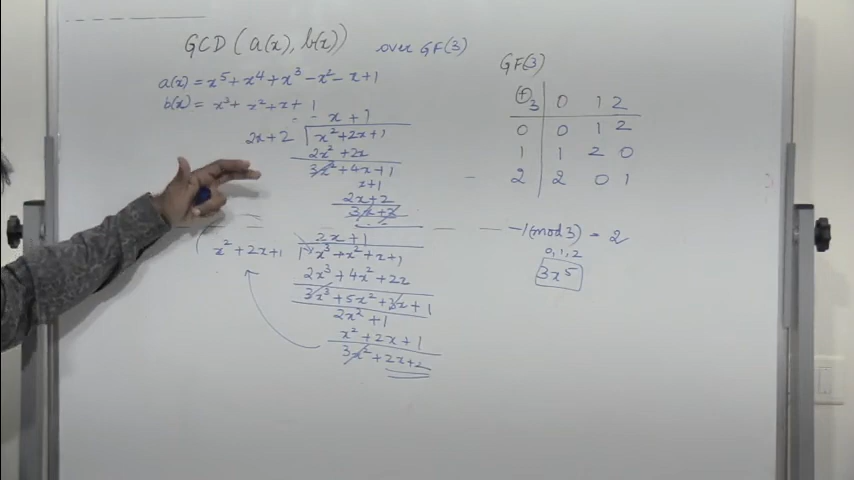 GCD (a(x), b(x)) over GF(3)
a(x) = x⁵ + x⁴ + x³ - x² - x + 1
b(x) = x³ + x² + x + 1
x + 1
2x + 2 x² + 2x + 1
2x² + 2x
3x² + 4x + 1
x + 1
2x + 2
3x + 3
2x + 1
x² + 2x + 1 x³ + x² + x + 1
2x³ + 4x² + 2x
3x³ + 5x² + 3x + 1
2x² + 1
x² + 2x + 1
3x² + 2x + 2
GF(3)
⊕₃ 0 1 2
0 0 1 2
1 1 2 0
2 2 0 1
-1 (mod 3) = 2
0, 1, 2
3x⁵